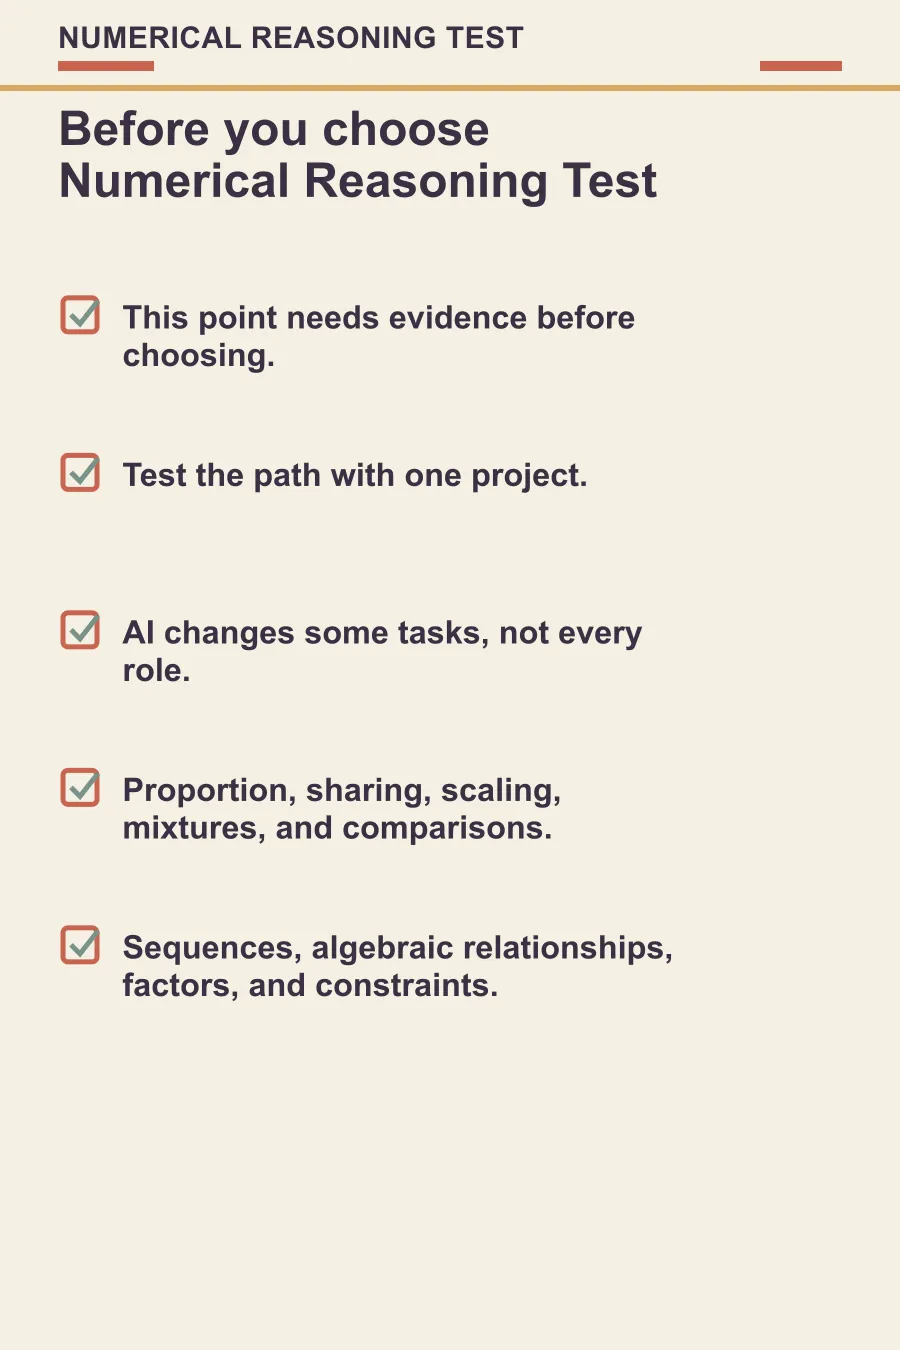 NUMERICAL REASONING TEST
Before you choose
Numerical Reasoning Test
This point needs evidence before
choosing.
Test the path with one project.
AI changes some tasks, not every
role.
Proportion, sharing, scaling,
mixtures, and comparisons.
Sequences, algebraic relationships,
factors, and constraints.